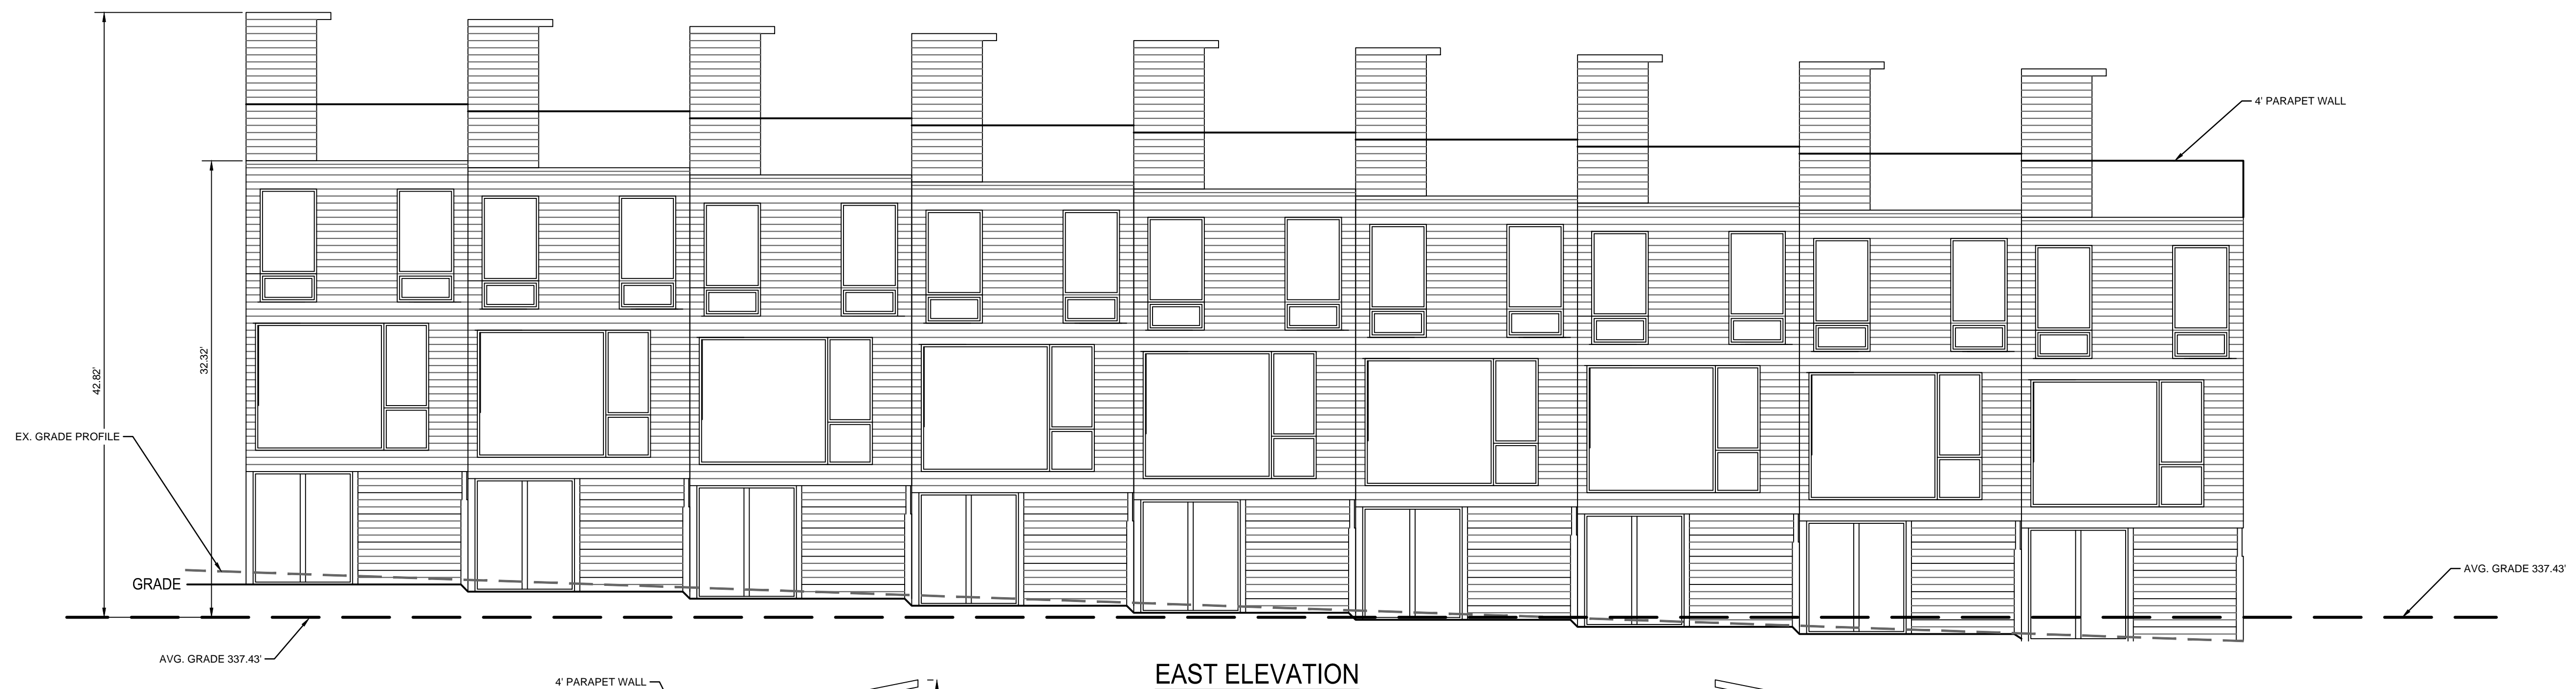 4' PARAPET WALL
42.82'
32.32'
EX. GRADE PROFILE
GRADE
AVG. GRADE 337.43'
AVG. GRADE 337.43'
EAST ELEVATION
4' PARAPET WALL